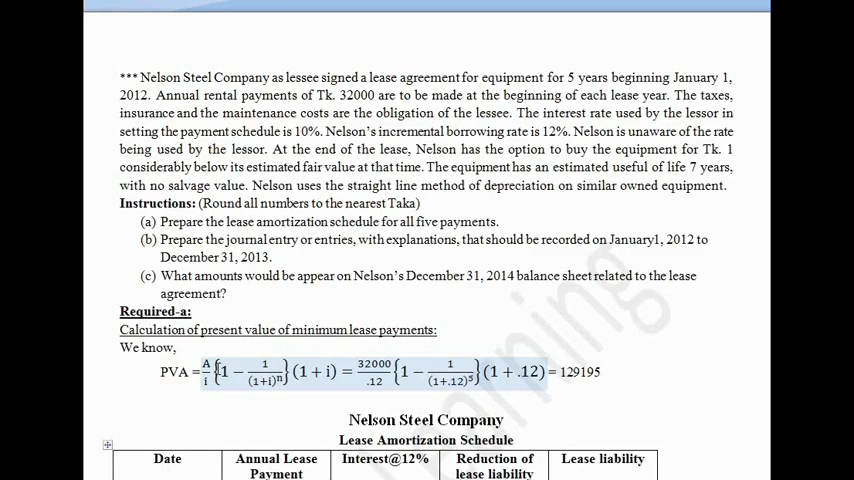 *** Nelson Steel Company as lessee signed a lease agreement for equipment for 5 years beginning January 1,
2012. Annual rental payments of Tk. 32000 are to be made at the beginning of each lease year. The taxes,
insurance and the maintenance costs are the obligation of the lessee. The interest rate used by the lessor in
setting the payment schedule is 10%. Nelson's incremental borrowing rate is 12%. Nelson is unaware of the rate
being used by the lessor. At the end of the lease, Nelson has the option to buy the equipment for Tk. 1
considerably below its estimated fair value at that time. The equipment has an estimated useful of life 7 years,
with no salvage value. Nelson uses the straight line method of depreciation on similar owned equipment.
Instructions: (Round all numbers to the nearest Taka)
(a) Prepare the lease amortization schedule for all five payments.
(b) Prepare the journal entry or entries, with explanations, that should be recorded on January1, 2012 to
December 31, 2013.
(c) What amounts would be appear on Nelson's December 31, 2014 balance sheet related to the lease
agreement?
Required-a:
Calculation of present value of minimum lease payments:
We know,
PVA = A/i {1 − 1/(1+i)ⁿ} (1 + i) = 32000/.12 {1 − 1/(1+.12)⁵} (1 + .12) = 129195
Nelson Steel Company
Lease Amortization Schedule
Date Annual Lease Payment Interest@12% Reduction of lease liability Lease liability
learning